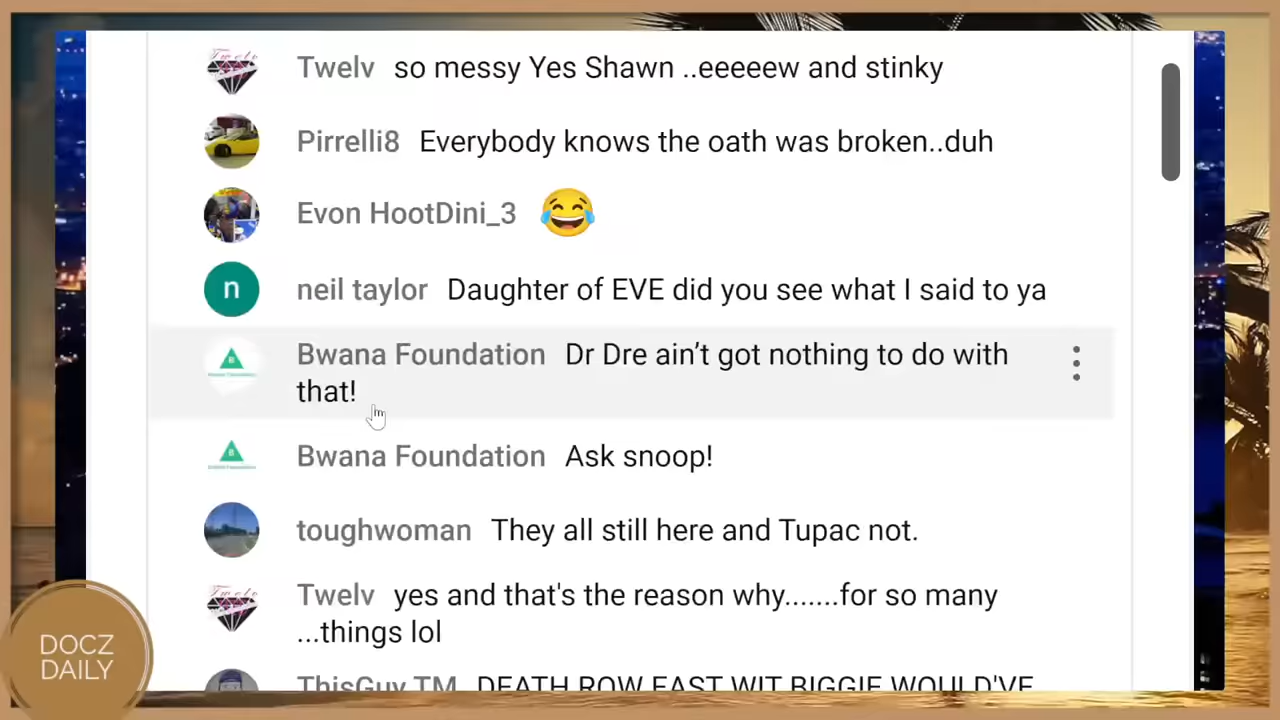 Twelv so messy Yes Shawn ..eeeeew and stinky
Pirrelli8 Everybody knows the oath was broken..duh
Evon HootDini_3 😂
n neil taylor Daughter of EVE did you see what I said to ya
Bwana Foundation Dr Dre ain’t got nothing to do with
that!
Bwana Foundation Ask snoop!
toughwoman They all still here and Tupac not.
Twelv yes and that's the reason why.......for so many
...things lol
ThisGuy TM DEATH ROW EAST WIT BIGGIE WOULD'VE
DOCZ
DAILY